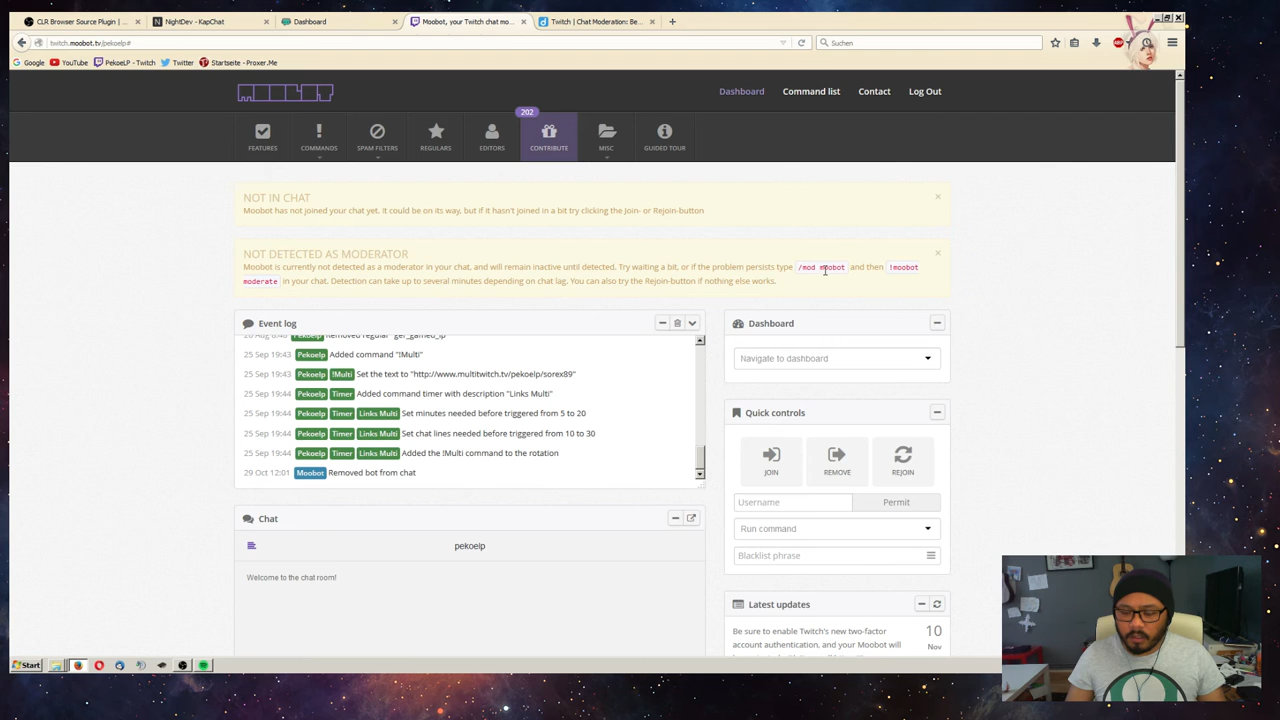 CLR Browser Source Plugin | ...
NightDev - KapChat
Dashboard
Moobot, your Twitch chat mo...
Twitch | Chat Moderation: Be...
twitch.moobot.tv/pekoelp#
Suchen
Google YouTube PekoeLP - Twitch Twitter Startseite - Proxer.Me
Dashboard Command list Contact Log Out
202
FEATURES COMMANDS SPAM FILTERS REGULARS EDITORS CONTRIBUTE MISC GUIDED TOUR
NOT IN CHAT
Moobot has not joined your chat yet. It could be on its way, but if it hasn't joined in a bit try clicking the Join- or Rejoin-button
NOT DETECTED AS MODERATOR
Moobot is currently not detected as a moderator in your chat, and will remain inactive until detected. Try waiting a bit, or if the problem persists type /mod moobot and then !moobot
moderate in your chat. Detection can take up to several minutes depending on chat lag. You can also try the Rejoin-button if nothing else works.
Event log
25 Sep 19:43 Pekoelp Added command "!Multi"
25 Sep 19:43 Pekoelp !Multi Set the text to "http://www.multitwitch.tv/pekoelp/sorex89"
25 Sep 19:44 Pekoelp Timer Added command timer with description "Links Multi"
25 Sep 19:44 Pekoelp Timer Links Multi Set minutes needed before triggered from 5 to 20
25 Sep 19:44 Pekoelp Timer Links Multi Set chat lines needed before triggered from 10 to 30
25 Sep 19:44 Pekoelp Timer Links Multi Added the !Multi command to the rotation
29 Oct 12:01 Moobot Removed bot from chat
Chat
pekoelp
Welcome to the chat room!
Dashboard
Navigate to dashboard
Quick controls
JOIN REMOVE REJOIN
Username Permit
Run command
Blacklist phrase
Latest updates
Be sure to enable Twitch's new two-factor 10
account authentication, and your Moobot will Nov
Start